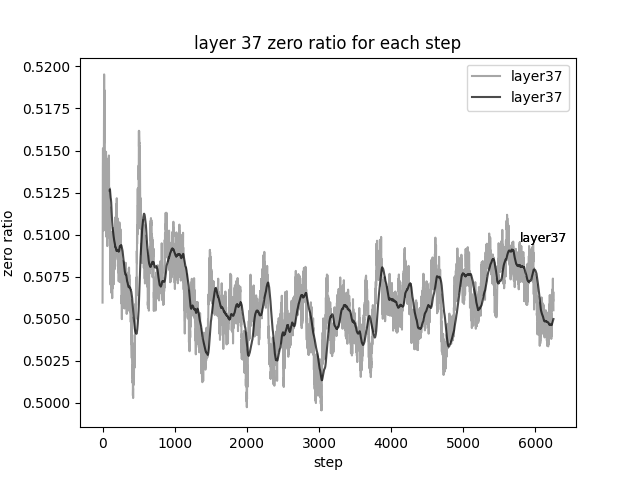 layer 37 zero ratio for each step
layer37
layer37
layer37
zero ratio
0.5200
0.5175
0.5150
0.5125
0.5100
0.5075
0.5050
0.5025
0.5000
0
1000
2000
3000
4000
5000
6000
step